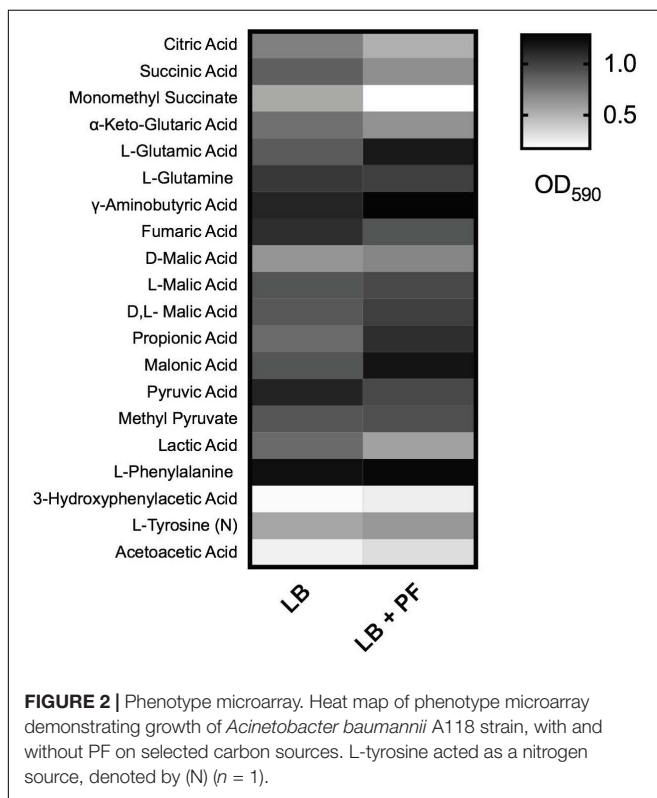 Citric Acid
Succinic Acid
Monomethyl Succinate
α-Keto-Glutaric Acid
L-Glutamic Acid
L-Glutamine
γ-Aminobutyric Acid
Fumaric Acid
D-Malic Acid
L-Malic Acid
D,L- Malic Acid
Propionic Acid
Malonic Acid
Pyruvic Acid
Methyl Pyruvate
Lactic Acid
L-Phenylalanine
3-Hydroxyphenylacetic Acid
L-Tyrosine (N)
Acetoacetic Acid
LB
LB + PF
1.0
0.5
OD590
FIGURE 2 | Phenotype microarray. Heat map of phenotype microarray
demonstrating growth of Acinetobacter baumannii A118 strain, with and
without PF on selected carbon sources. L-tyrosine acted as a nitrogen
source, denoted by (N) (n = 1).